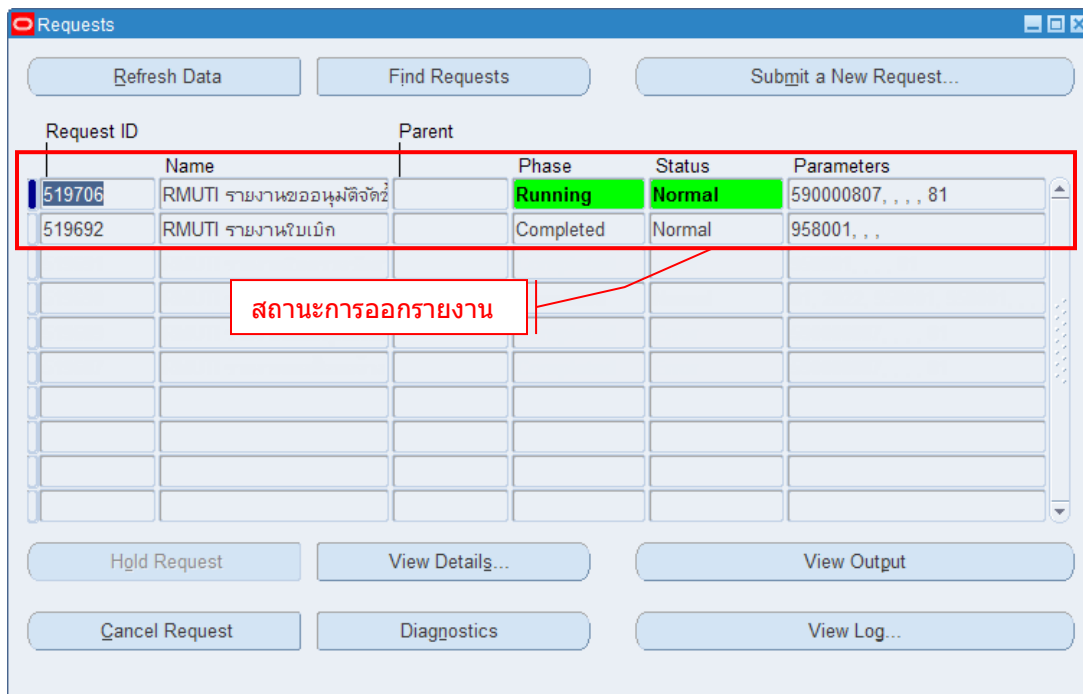 Requests
Refresh Data Find Requests Submit a New Request...
Request ID Parent
Name Phase Status Parameters
519706 RMUTI รายงานขออนุมัติจัดซื้ Running Normal 590000807, , , , 81
519692 RMUTI รายงานใบเบิก Completed Normal 958001, , ,
สถานะการออกรายงาน
Hold Request View Details... View Output
Cancel Request Diagnostics View Log...